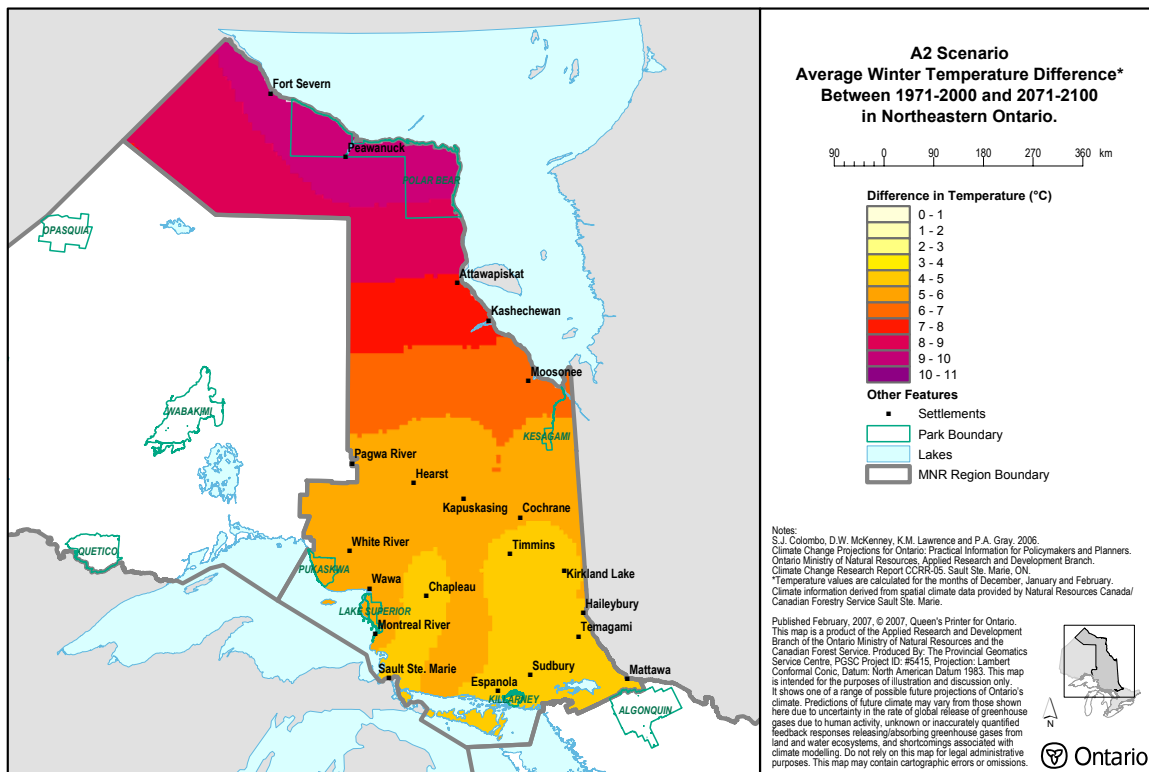 A2 Scenario
Average Winter Temperature Difference*
Between 1971-2000 and 2071-2100
in Northeastern Ontario.
90 0 90 180 270 360 km
Difference in Temperature (°C)
0 - 1
1 - 2
2 - 3
3 - 4
4 - 5
5 - 6
6 - 7
7 - 8
8 - 9
9 - 10
10 - 11
Other Features
Settlements
Park Boundary
Lakes
MNR Region Boundary
Notes:
S.J. Colombo, D.W. McKenney, K.M. Lawrence and P.A. Gray. 2006.
Climate Change Projections for Ontario: Practical Information for Policymakers and Planners.
Ontario Ministry of Natural Resources, Applied Research and Development Branch.
Climate Change Research Report CCRR-05. Sault Ste. Marie, ON.
*Temperature values are calculated for the months of December, January and February.
Climate information derived from spatial climate data provided by Natural Resources Canada/
Canadian Forestry Service Sault Ste. Marie.
Published February, 2007, © 2007, Queen's Printer for Ontario.
This map is a product of the Applied Research and Development
Branch of the Ontario Ministry of Natural Resources and the
Canadian Forest Service. Produced By: The Provincial Geomatics
Service Centre, PGSC Project ID: #5415, Projection: Lambert
Conformal Conic, Datum: North American Datum 1983. This map
is intended for the purposes of illustration and discussion only.
It shows one of a range of possible future projections of Ontario's
climate. Predictions of future climate may vary from those shown
here due to uncertainty in the rate of global release of greenhouse
gases due to human activity, unknown or inaccurately quantified
feedback responses releasing/absorbing greenhouse gases from
land and water ecosystems, and shortcomings associated with
climate modelling. Do not rely on this map for legal administrative
purposes. This map may contain cartographic errors or omissions.
N
Ontario
Fort Severn
Peawanuck
POLAR BEAR
OPASQUIA
Attawapiskat
Kashechewan
Moosonee
WABAKIMI
KESAGAMI
Pagwa River
Hearst
Kapuskasing
Cochrane
QUETICO
White River
Timmins
PUKASKWA
Kirkland Lake
Wawa
Chapleau
LAKE SUPERIOR
Haileybury
Montreal River
Temagami
Sault Ste. Marie
Sudbury
Mattawa
Espanola
KILLARNEY
ALGONQUIN